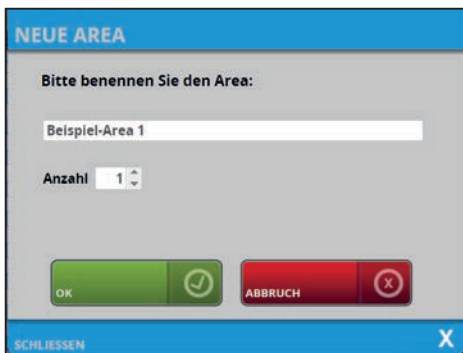 NEUE AREA
Bitte benennen Sie den Area:
Beispiel-Area 1
Anzahl 1
OK ABBRUCH
SCHLIESSEN X